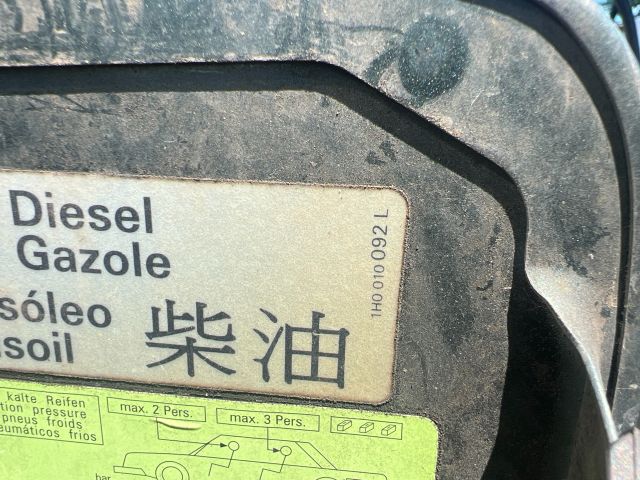 Diesel
Gazole
sóleo
soil
柴油
1H0 010 092 L
kalte Reifen
tion pressure
pneus froids
eumáticos frios
max. 2 Pers.
max. 3 Pers.
bar